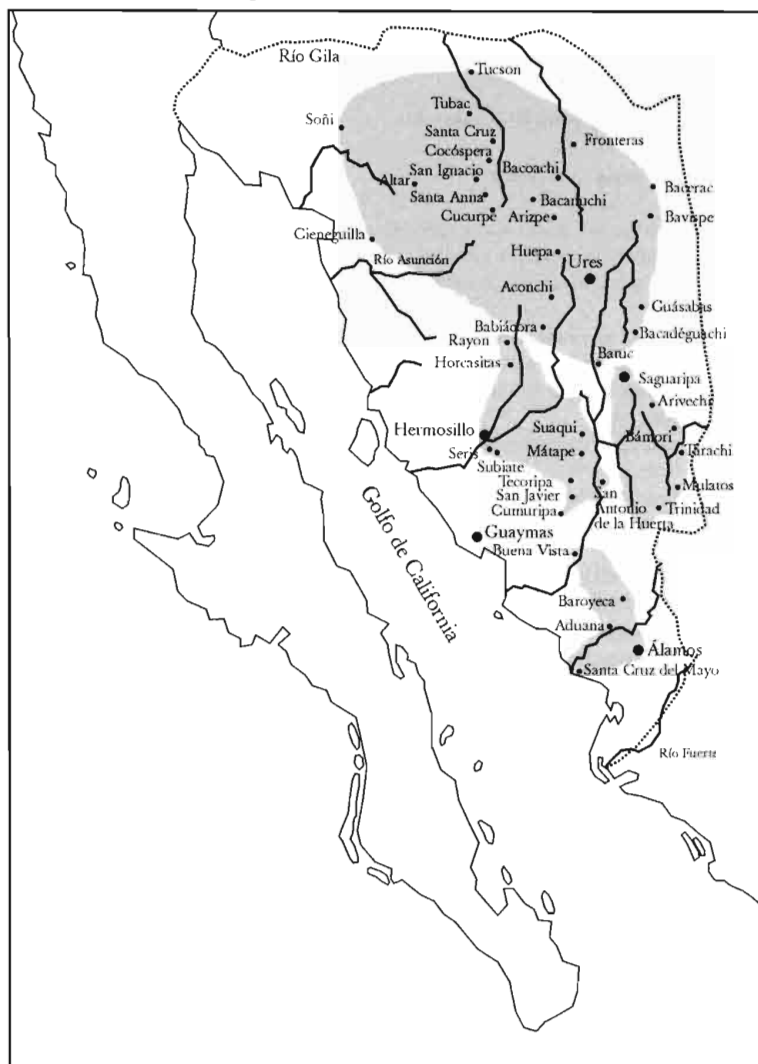 Río Gila
Tucson
Tubac
Soñi
Santa Cruz
Fronteras
Cocóspera
San Ignacio
Bacoachi
Altar
Bacerac
Santa Anna
Bacanuchi
Cucurpe
Arizpe
Bavispe
Cieneguilla
Río Asunción
Huepa
Ures
Aconchi
Guásabas
Babiácora
Bacadéguachi
Rayon
Horcasitas
Batuc
Saguaripa
Arivechi
Hermosillo
Suaqui
Bámori
Seris
Subiate
Mátape
Tarachi
Tecoripa
San Javier
Cumuripa
San
Antonio
de la Huerta
Mulatos
Trinidad
Golfo de California
Guaymas
Buena Vista
Baroyeca
Aduana
Álamos
Santa Cruz del Mayo
Río Fuerte